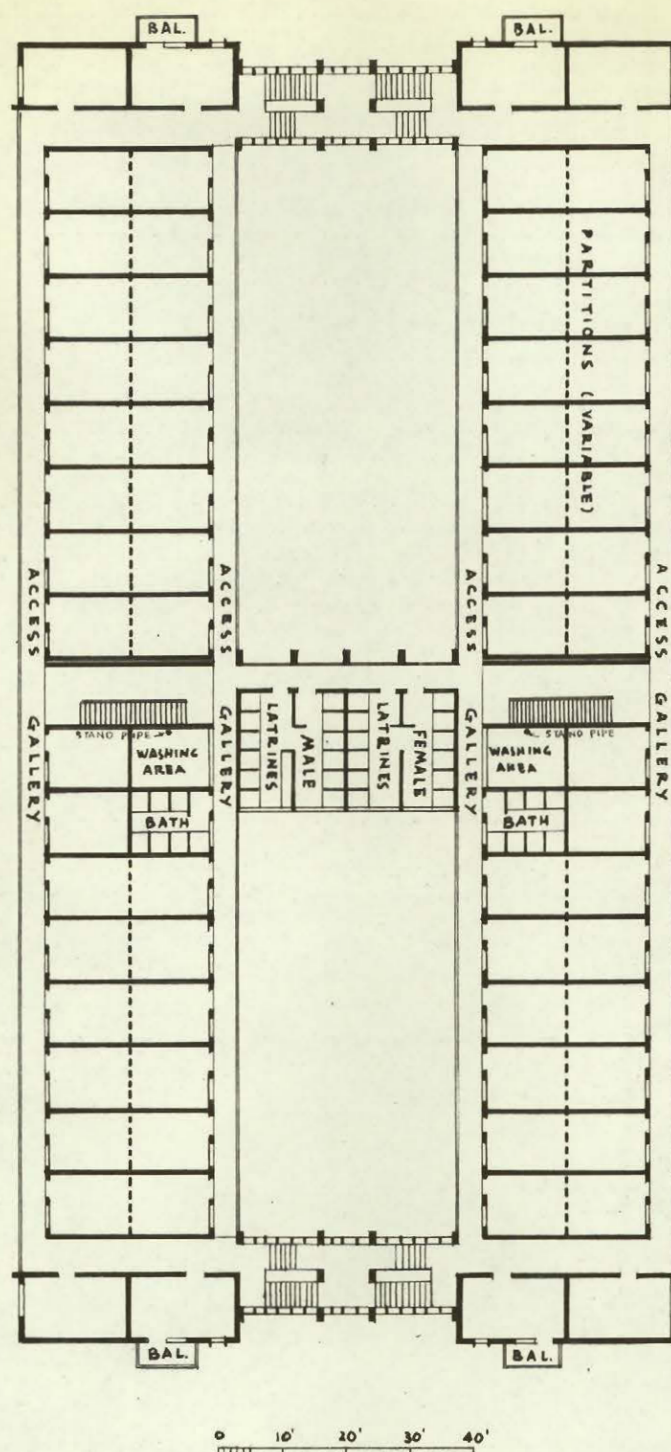 BAL.
BAL.
PARTITIONS (VARIABLE)
ACCESS
ACCESS
ACCESS
ACCESS
GALLERY
GALLERY
GALLERY
GALLERY
STAND PIPE
WASHING
AREA
BATH
LATRINES
MALE
LATRINES
FEMALE
STAND PIPE
WASHING
AREA
BATH
BAL.
BAL.
0 10' 20' 30' 40'